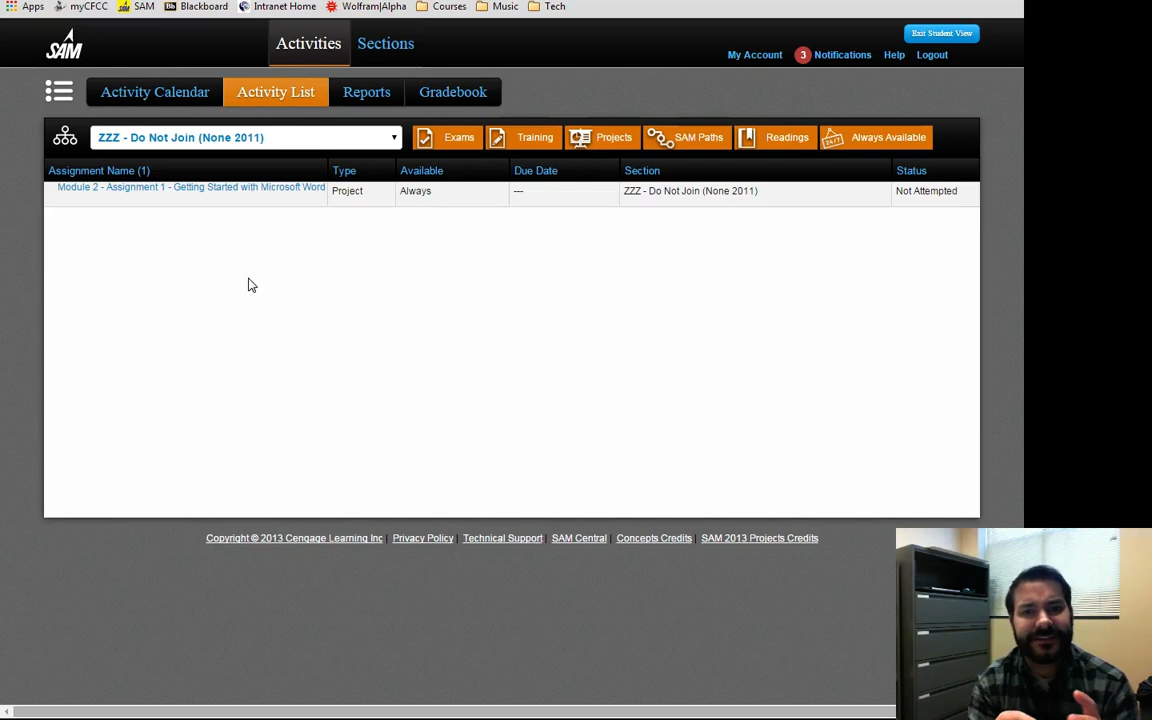 Apps myCFCC SAM Blackboard Intranet Home Wolfram|Alpha Courses Music Tech
SAM Activities Sections Exit Student View
My Account 3 Notifications Help Logout
Activity Calendar Activity List Reports Gradebook
ZZZ - Do Not Join (None 2011) Exams Training Projects SAM Paths Readings 24/7 Always Available
Assignment Name (1) Type Available Due Date Section Status
Module 2 - Assignment 1 - Getting Started with Microsoft Word Project Always --- ZZZ - Do Not Join (None 2011) Not Attempted
Copyright © 2013 Cengage Learning Inc | Privacy Policy | Technical Support | SAM Central | Concepts Credits | SAM 2013 Projects Credits